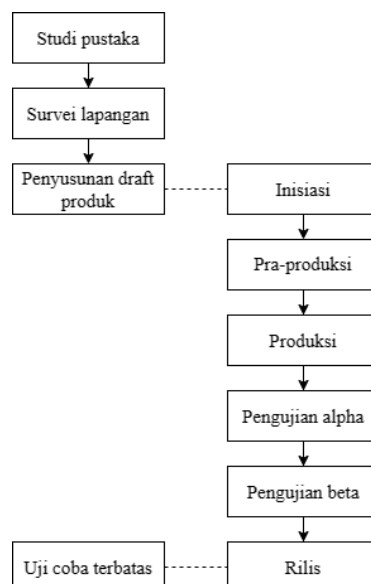 Studi pustaka
Survei lapangan
Penyusunan draft
produk
Inisiasi
Pra-produksi
Produksi
Pengujian alpha
Pengujian beta
Uji coba terbatas
Rilis